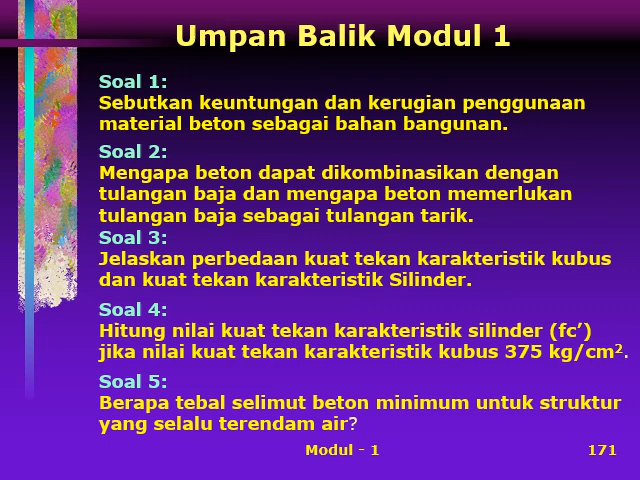 Umpan Balik Modul 1
Soal 1:
Sebutkan keuntungan dan kerugian penggunaan
material beton sebagai bahan bangunan.
Soal 2:
Mengapa beton dapat dikombinasikan dengan
tulangan baja dan mengapa beton memerlukan
tulangan baja sebagai tulangan tarik.
Soal 3:
Jelaskan perbedaan kuat tekan karakteristik kubus
dan kuat tekan karakteristik Silinder.
Soal 4:
Hitung nilai kuat tekan karakteristik silinder (fc’)
jika nilai kuat tekan karakteristik kubus 375 kg/cm².
Soal 5:
Berapa tebal selimut beton minimum untuk struktur
yang selalu terendam air?
Modul - 1 171